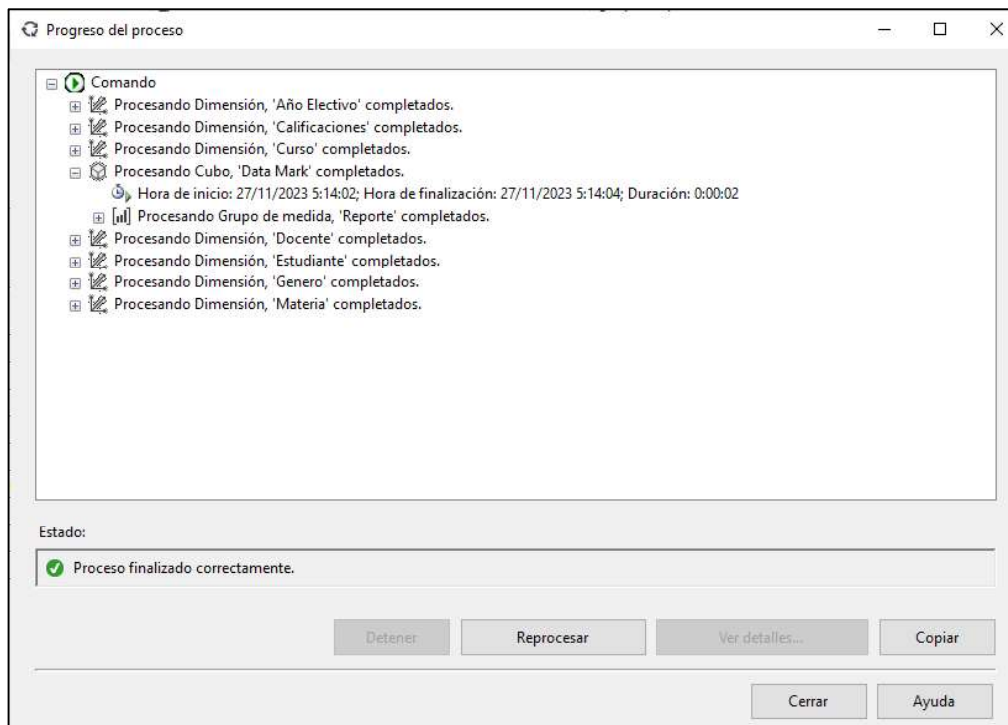 Progreso del proceso
Comando
Procesando Dimensión, 'Año Electivo' completados.
Procesando Dimensión, 'Calificaciones' completados.
Procesando Dimensión, 'Curso' completados.
Procesando Cubo, 'Data Mark' completados.
Hora de inicio: 27/11/2023 5:14:02; Hora de finalización: 27/11/2023 5:14:04; Duración: 0:00:02
Procesando Grupo de medida, 'Reporte' completados.
Procesando Dimensión, 'Docente' completados.
Procesando Dimensión, 'Estudiante' completados.
Procesando Dimensión, 'Genero' completados.
Procesando Dimensión, 'Materia' completados.
Estado:
Proceso finalizado correctamente.
Detener Reprocesar Ver detalles... Copiar
Cerrar Ayuda